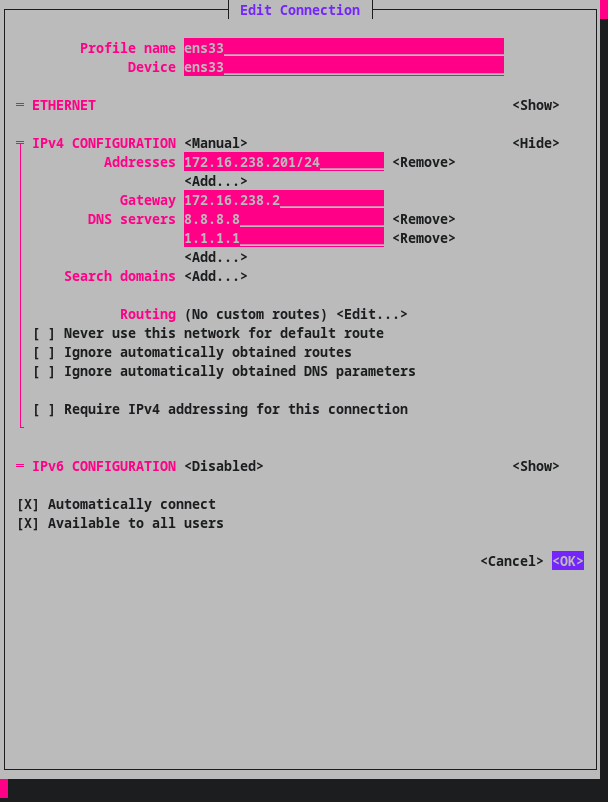 Edit Connection
Profile name ens33
Device ens33
= ETHERNET <Show>
= IPv4 CONFIGURATION <Manual> <Hide>
Addresses 172.16.238.201/24 <Remove>
<Add...>
Gateway 172.16.238.2
DNS servers 8.8.8.8 <Remove>
1.1.1.1 <Remove>
<Add...>
Search domains <Add...>
Routing (No custom routes) <Edit...>
[ ] Never use this network for default route
[ ] Ignore automatically obtained routes
[ ] Ignore automatically obtained DNS parameters
[ ] Require IPv4 addressing for this connection
= IPv6 CONFIGURATION <Disabled> <Show>
[X] Automatically connect
[X] Available to all users
<Cancel> <OK>